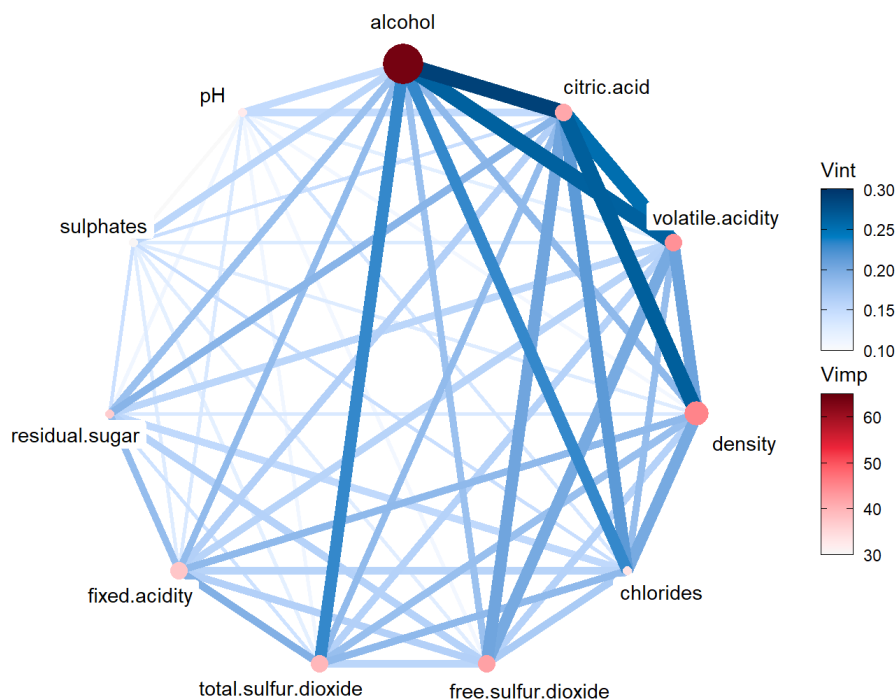 alcohol
citric.acid
pH
Vint
0.30
0.25
0.20
0.15
0.10
volatile.acidity
sulphates
Vimp
60
50
40
30
density
residual.sugar
chlorides
fixed.acidity
total.sulfur.dioxide
free.sulfur.dioxide